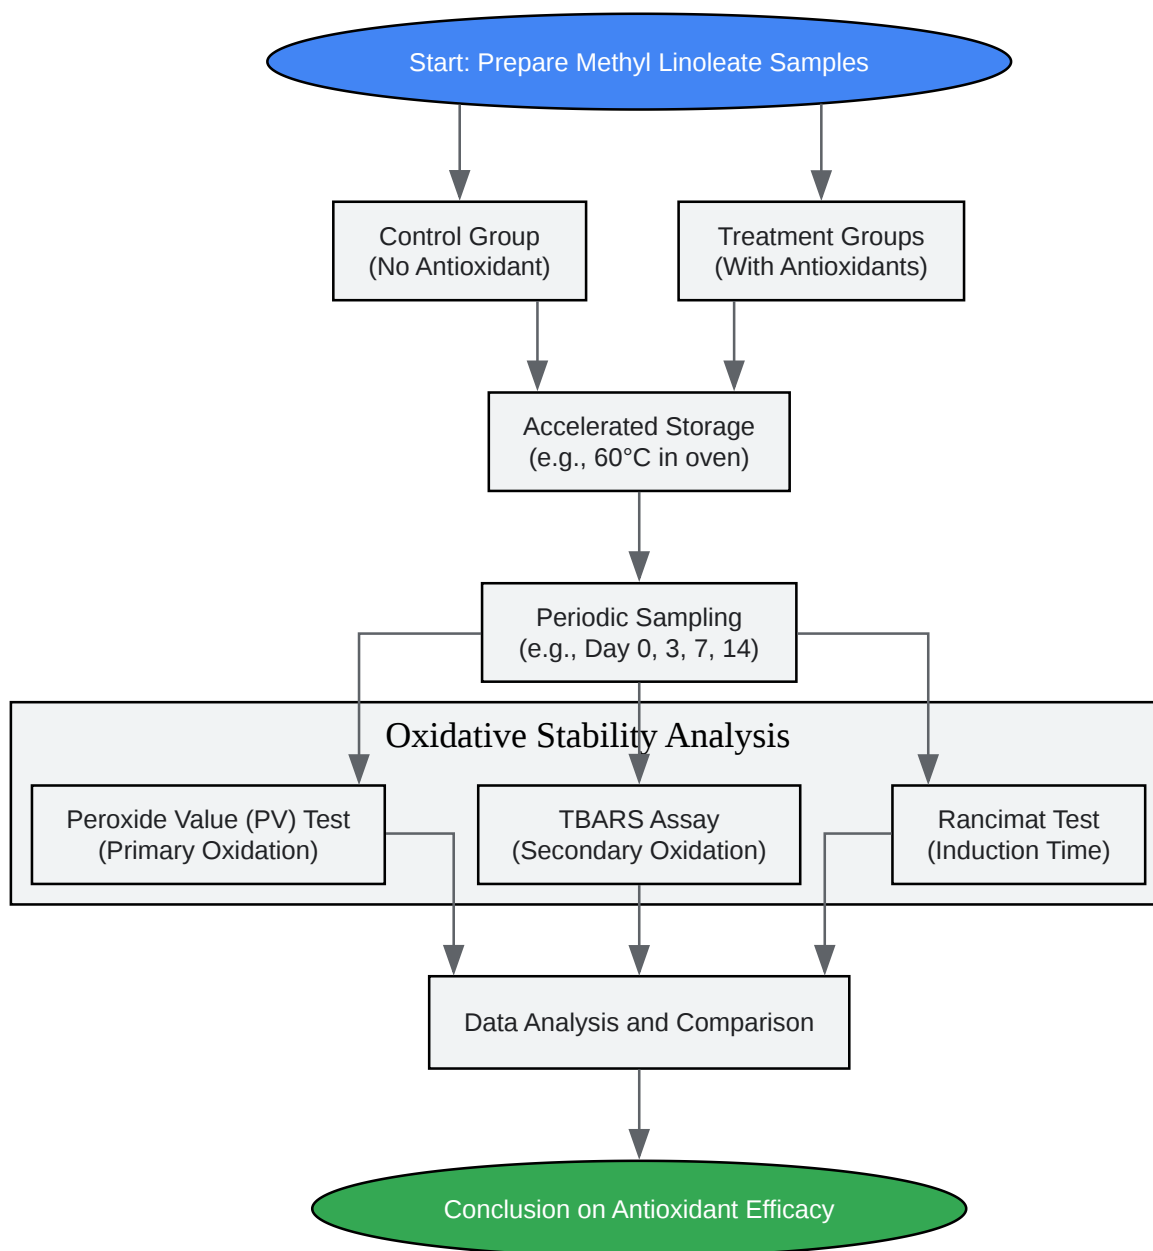 Start: Prepare Methyl Linoleate Samples
Control Group
(No Antioxidant)
Treatment Groups
(With Antioxidants)
Accelerated Storage
(e.g., 60°C in oven)
Periodic Sampling
(e.g., Day 0, 3, 7, 14)
Oxidative Stability Analysis
Peroxide Value (PV) Test
(Primary Oxidation)
TBARS Assay
(Secondary Oxidation)
Rancimat Test
(Induction Time)
Data Analysis and Comparison
Conclusion on Antioxidant Efficacy